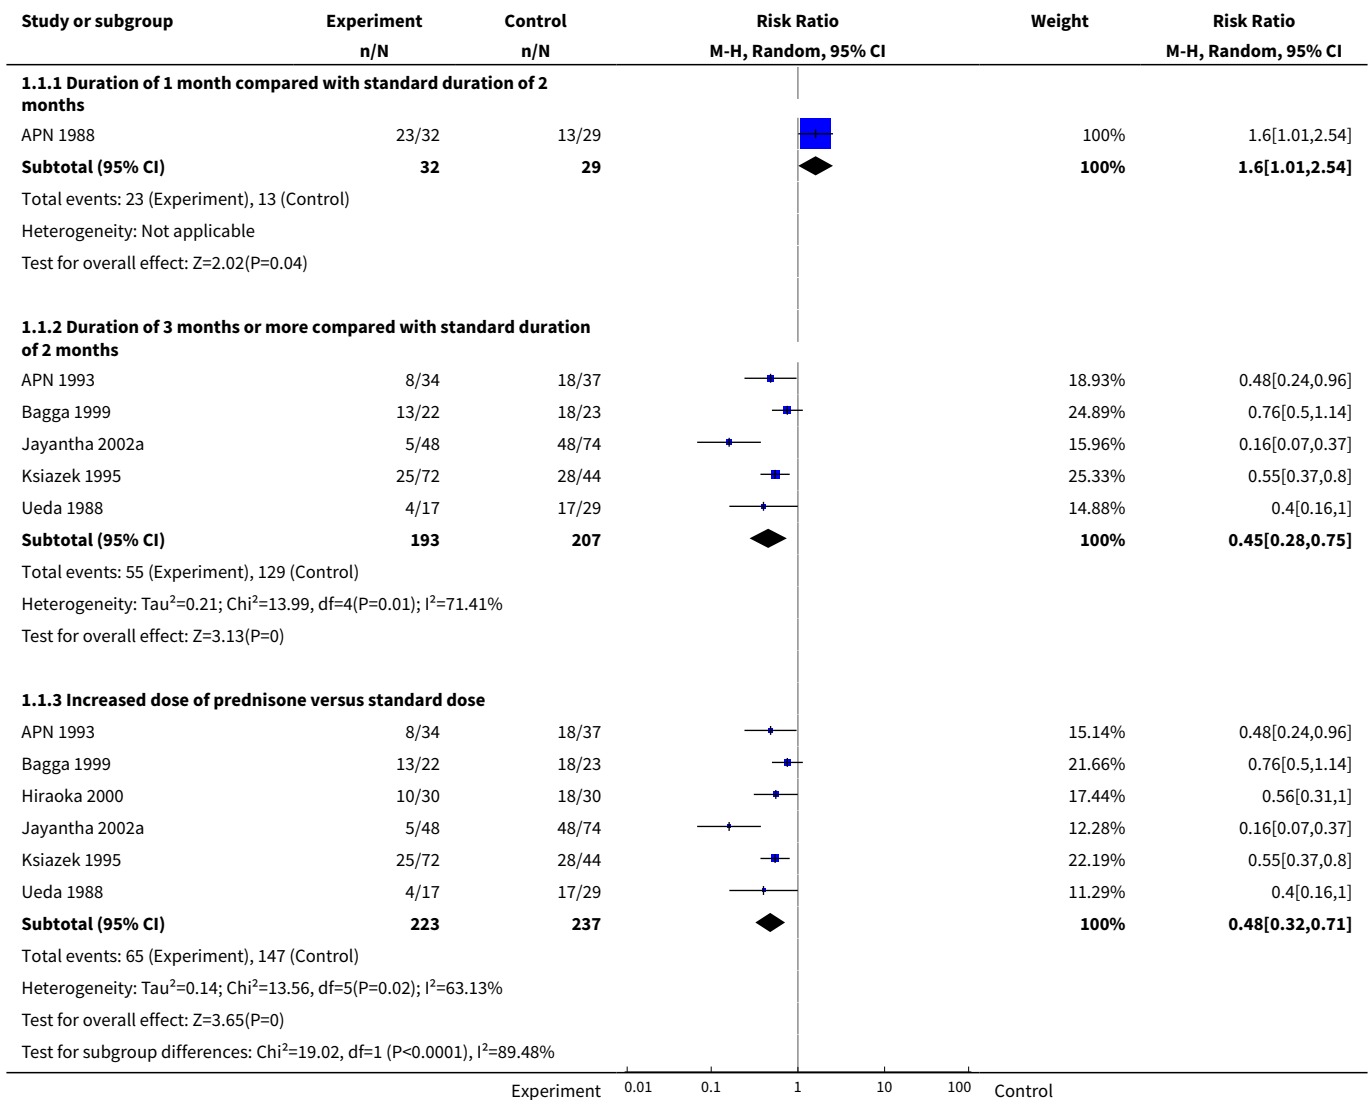 Study or subgroup Experiment Control Risk Ratio Weight Risk Ratio
n/N n/N M-H, Random, 95% CI M-H, Random, 95% CI
1.1.1 Duration of 1 month compared with standard duration of 2
months
APN 1988 23/32 13/29 100% 1.6[1.01,2.54]
Subtotal (95% CI) 32 29 100% 1.6[1.01,2.54]
Total events: 23 (Experiment), 13 (Control)
Heterogeneity: Not applicable
Test for overall effect: Z=2.02(P=0.04)
1.1.2 Duration of 3 months or more compared with standard duration
of 2 months
APN 1993 8/34 18/37 18.93% 0.48[0.24,0.96]
Bagga 1999 13/22 18/23 24.89% 0.76[0.5,1.14]
Jayantha 2002a 5/48 48/74 15.96% 0.16[0.07,0.37]
Ksiazek 1995 25/72 28/44 25.33% 0.55[0.37,0.8]
Ueda 1988 4/17 17/29 14.88% 0.4[0.16,1]
Subtotal (95% CI) 193 207 100% 0.45[0.28,0.75]
Total events: 55 (Experiment), 129 (Control)
Heterogeneity: Tau²=0.21; Chi²=13.99, df=4(P=0.01); I²=71.41%
Test for overall effect: Z=3.13(P=0)
1.1.3 Increased dose of prednisone versus standard dose
APN 1993 8/34 18/37 15.14% 0.48[0.24,0.96]
Bagga 1999 13/22 18/23 21.66% 0.76[0.5,1.14]
Hiraoka 2000 10/30 18/30 17.44% 0.56[0.31,1]
Jayantha 2002a 5/48 48/74 12.28% 0.16[0.07,0.37]
Ksiazek 1995 25/72 28/44 22.19% 0.55[0.37,0.8]
Ueda 1988 4/17 17/29 11.29% 0.4[0.16,1]
Subtotal (95% CI) 223 237 100% 0.48[0.32,0.71]
Total events: 65 (Experiment), 147 (Control)
Heterogeneity: Tau²=0.14; Chi²=13.56, df=5(P=0.02); I²=63.13%
Test for overall effect: Z=3.65(P=0)
Test for subgroup differences: Chi²=19.02, df=1 (P<0.0001), I²=89.48%
Experiment 0.01 0.1 1 10 100 Control